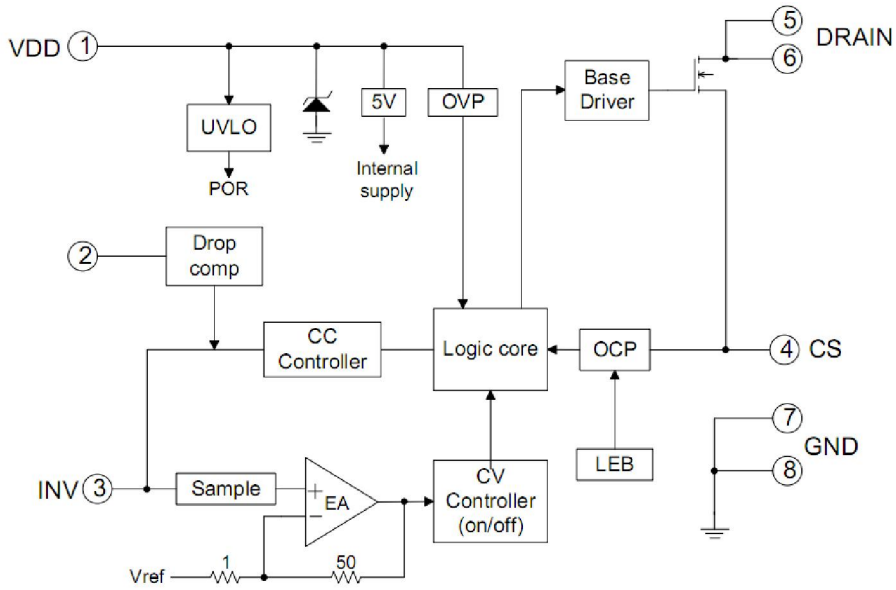 VDD 1
5
DRAIN
6
UVLO
5V
OVP
Base
Driver
POR
Internal
supply
2
Drop
comp
CC
Controller
Logic core
OCP
4 CS
7
GND
8
LEB
INV 3
Sample
+
EA
−
CV
Controller
(on/off)
Vref
1
50